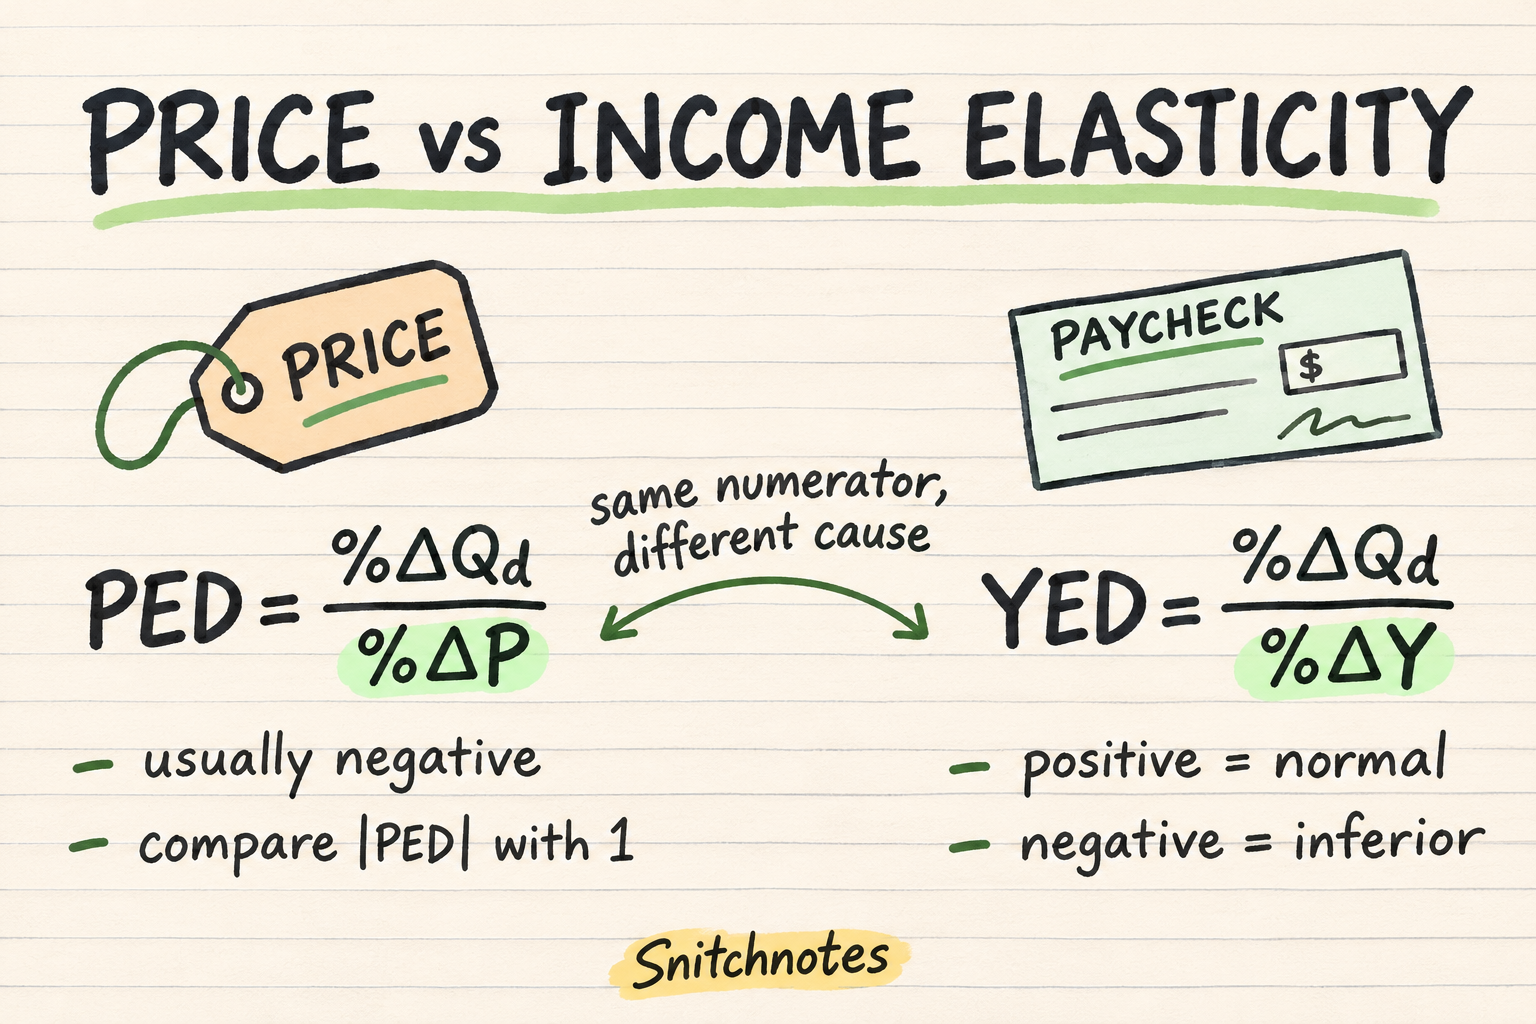 PRICE vs INCOME ELASTICITY
PRICE
PAYCHECK
$
same numerator,
different cause
PED = %ΔQd / %ΔP
YED = %ΔQd / %ΔY
- usually negative
- compare |PED| with 1
- positive = normal
- negative = inferior
Snitchnotes